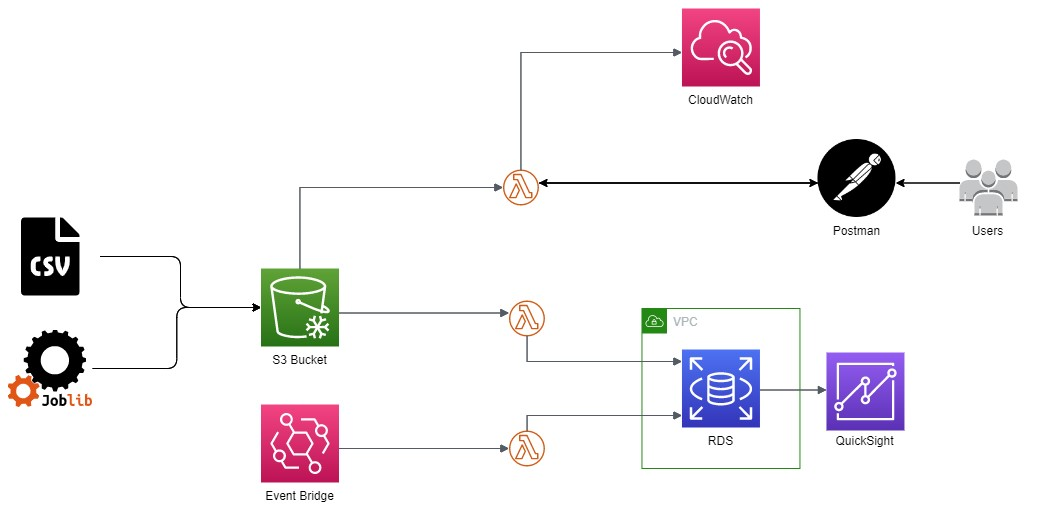 CloudWatch
Postman
Users
CSV
Joblib
S3 Bucket
VPC
RDS
QuickSight
Event Bridge